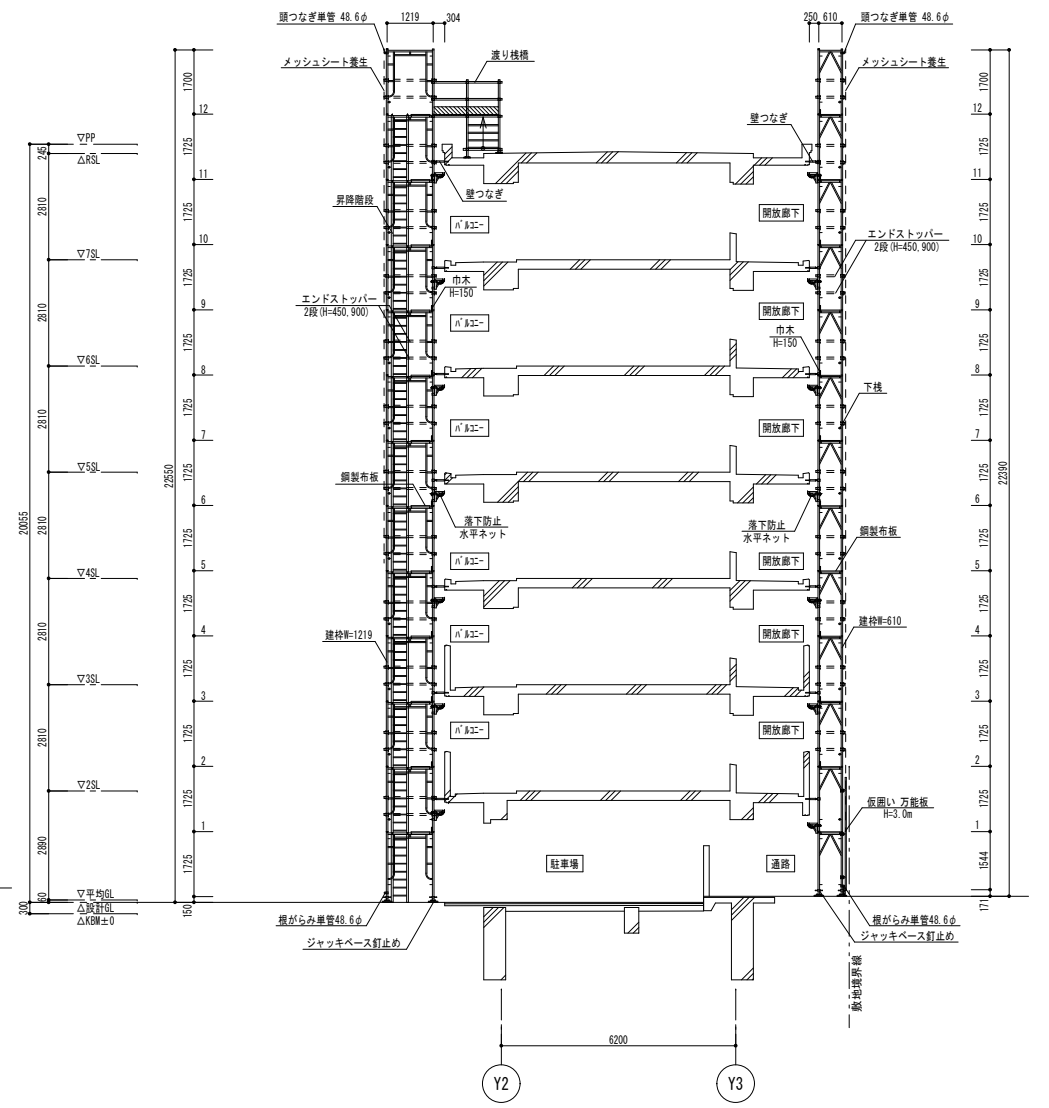 頭つなぎ単管 48.6φ
1219
304
250
610
頭つなぎ単管 48.6φ
メッシュシート養生
渡り桟橋
メッシュシート養生
1700
1700
12
12
壁つなぎ
▽PP
245
△RSL
1725
1725
11
11
昇降階段
壁つなぎ
2810
バルコニー
開放廊下
1725
1725
10
10
エンドストッパー
2段(H=450,900)
▽7SL
1725
1725
エンドストッパー
2段(H=450,900)
巾木
H=150
9
9
2810
バルコニー
開放廊下
巾木
H=150
1725
1725
▽6SL
8
8
下桟
1725
1725
2810
バルコニー
開放廊下
7
7
22550
22390
▽5SL
1725
1725
鋼製布板
6
6
20055
2810
落下防止
水平ネット
落下防止
水平ネット
鋼製布板
1725
1725
バルコニー
開放廊下
5
5
▽4SL
1725
1725
建枠W=1219
建枠W=610
2810
バルコニー
開放廊下
4
4
1725
1725
▽3SL
3
3
2810
バルコニー
開放廊下
1725
1725
2
2
▽2SL
1725
1725
仮囲い 万能板
H=3.0m
1
1
2890
駐車場
通路
1725
1544
▽平均GL
60
△設計GL
300
△KBM±0
150
171
根がらみ単管48.6φ
根がらみ単管48.6φ
ジャッキベース釘止め
ジャッキベース釘止め
敷地境界線
6200
Y2
Y3